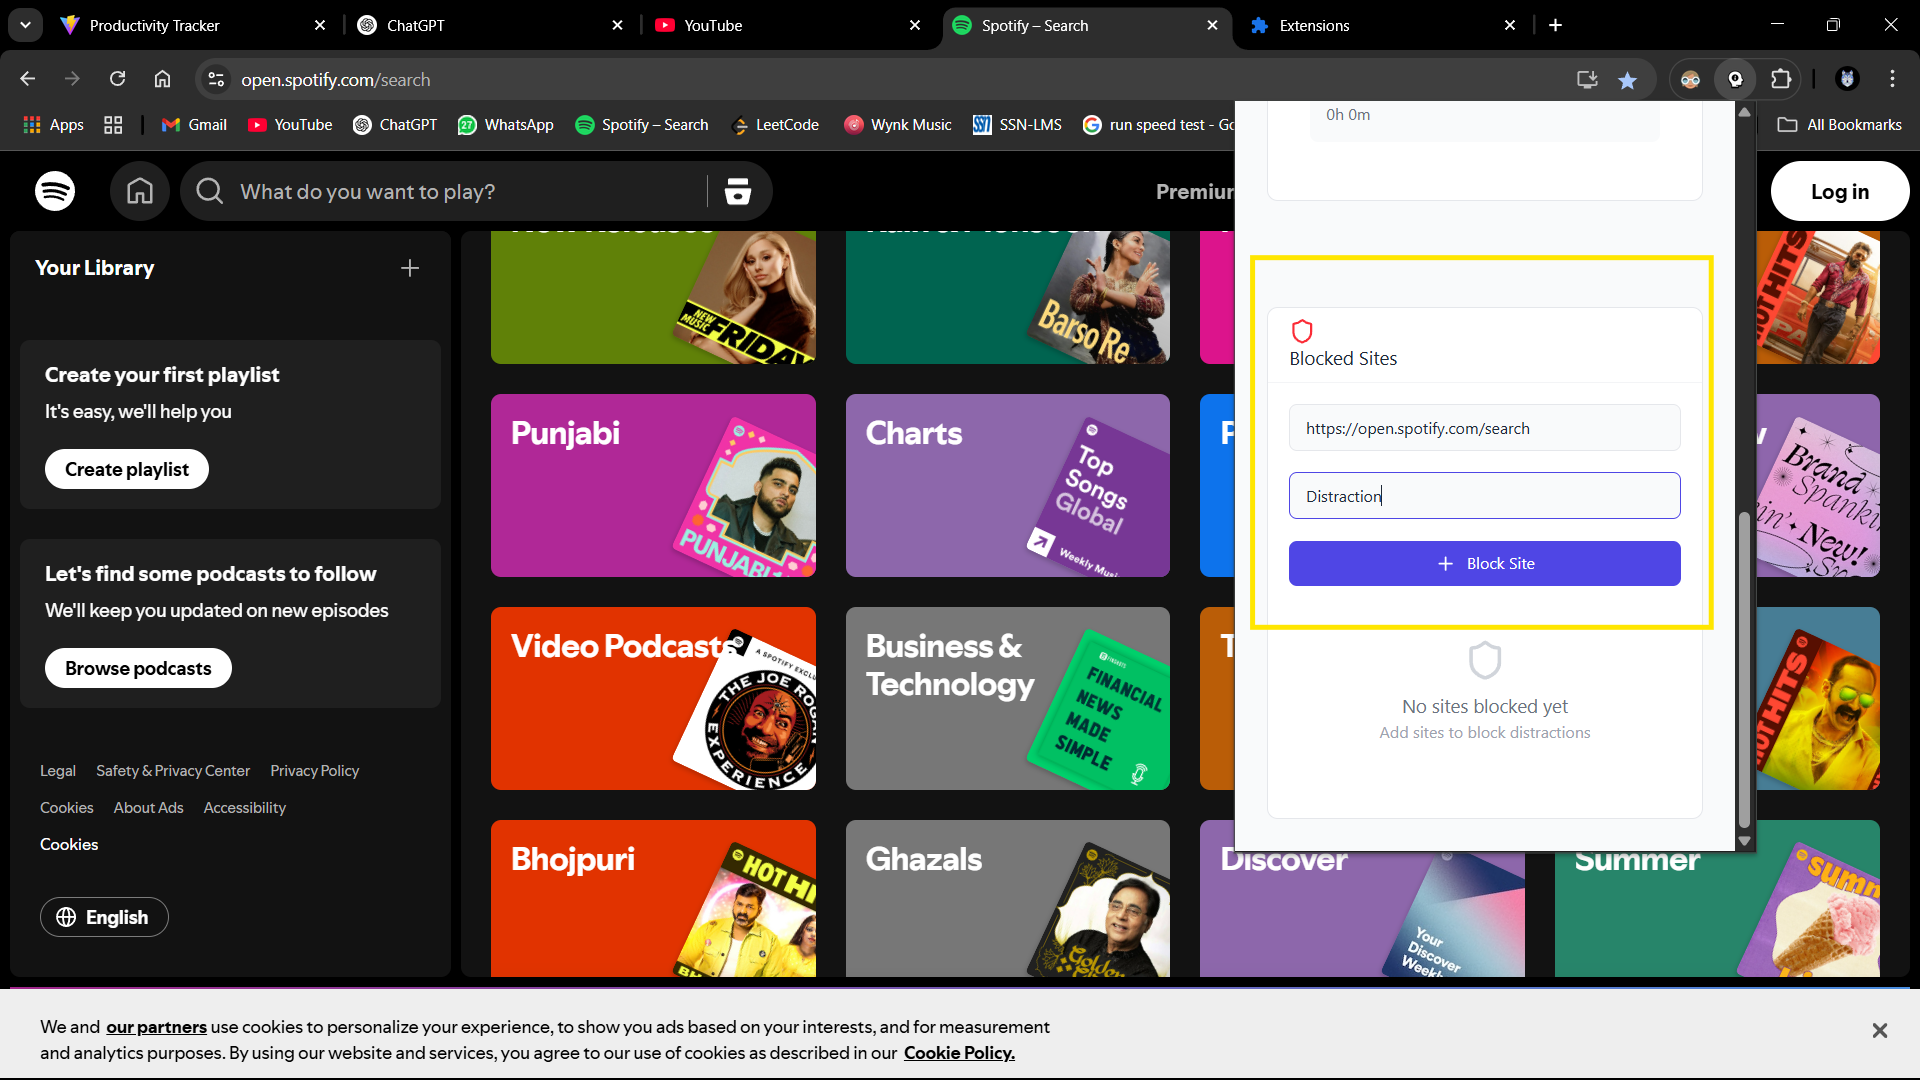 Productivity Tracker
ChatGPT
YouTube
Spotify – Search
Extensions
open.spotify.com/search
Apps
Gmail
YouTube
ChatGPT
27
WhatsApp
Spotify – Search
LeetCode
Wynk Music
SSN-LMS
run speed test - Go
All Bookmarks
What do you want to play?
Premium
Log in
Your Library
Create your first playlist
It's easy, we'll help you
Create playlist
Let's find some podcasts to follow
We'll keep you updated on new episodes
Browse podcasts
Legal
Safety & Privacy Center
Privacy Policy
Cookies
About Ads
Accessibility
Cookies
English
New Releases
NEW
MUSIC
FRIDAY
Barso Re
HOT HITS
Punjabi
PUNJABI
Charts
Top
Songs
Global
Weekly Mus
Brand
Spankin
New!
Video Podcasts
A SPOTIFY EXCLU
THE JOE ROGAN
EXPERIENCE
Business &
Technology
FINANCIAL
NEWS
MADE
SIMPLE
HOT HITS
Bhojpuri
HOT HI
Ghazals
Golden
Discover
Your
Discover
Weekly
Summer
summ
0h 0m
Blocked Sites
https://open.spotify.com/search
Distraction
+ Block Site
No sites blocked yet
Add sites to block distractions
We and our partners use cookies to personalize your experience, to show you ads based on your interests, and for measurement
and analytics purposes. By using our website and services, you agree to our use of cookies as described in our Cookie Policy.